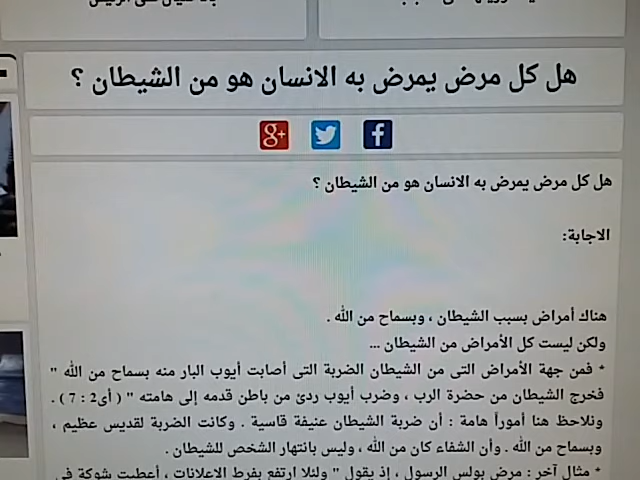 هل كل مرض يمرض به الانسان هو من الشيطان ؟
g+
f
هل كل مرض يمرض به الانسان هو من الشيطان ؟
الاجابة:
هناك أمراض بسبب الشيطان ، وبسماح من الله .
ولكن ليست كل الأمراض من الشيطان ...
* فمن جهة الأمراض التى من الشيطان الضربة التى أصابت أيوب البار منه بسماح من الله "
فخرج الشيطان من حضرة الرب ، وضرب أيوب ردئ من باطن قدمه إلى هامته " ( أى2 : 7 ) .
ونلاحظ هنا أموراً هامة : أن ضربة الشيطان عنيفة قاسية . وكانت الضربة لقديس عظيم ،
وبسماح من الله . وأن الشفاء كان من الله ، وليس بانتهار الشخص للشيطان .
* مثال آخر : مرض بولس الرسول ، إذ يقول " ولئلا ارتفع بفرط الاعلانات ، أعطيت شوكة فى